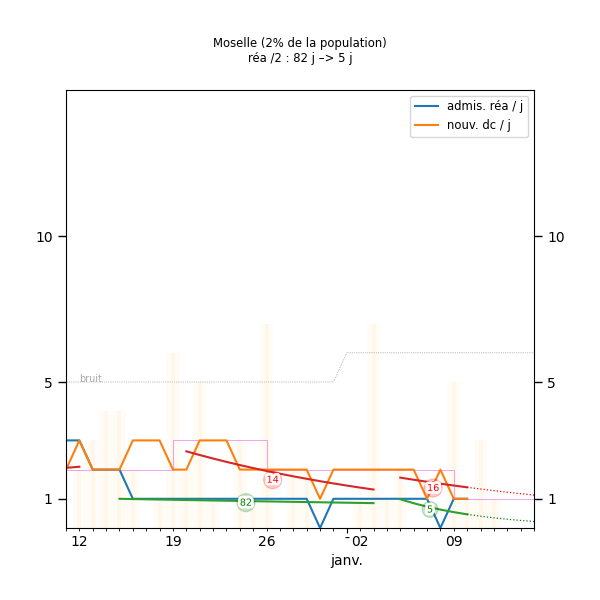 Moselle (2% de la population)
réa /2 : 82 j –> 5 j
admis. réa / j
nouv. dc / j
10
10
bruit
5
5
14
16
82
5
1
1
12
19
26
02
09
janv.